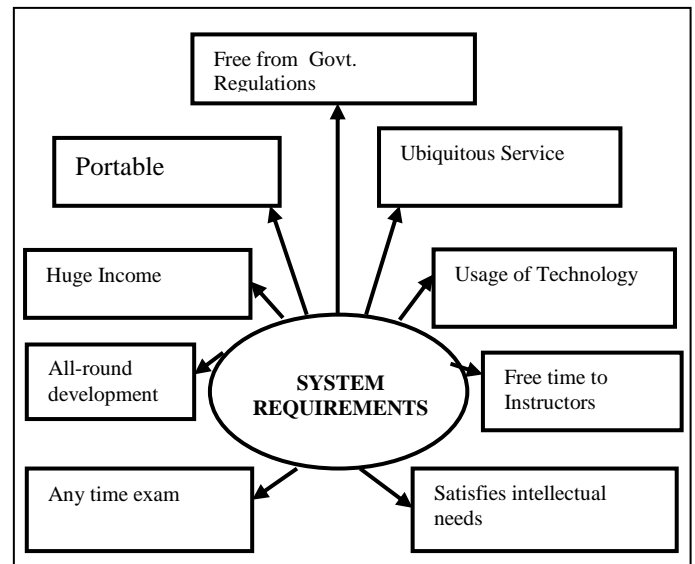 Free from Govt.
Regulations
Portable
Ubiquitous Service
Huge Income
Usage of Technology
All-round
development
SYSTEM
REQUIREMENTS
Free time to
Instructors
Any time exam
Satisfies intellectual
needs